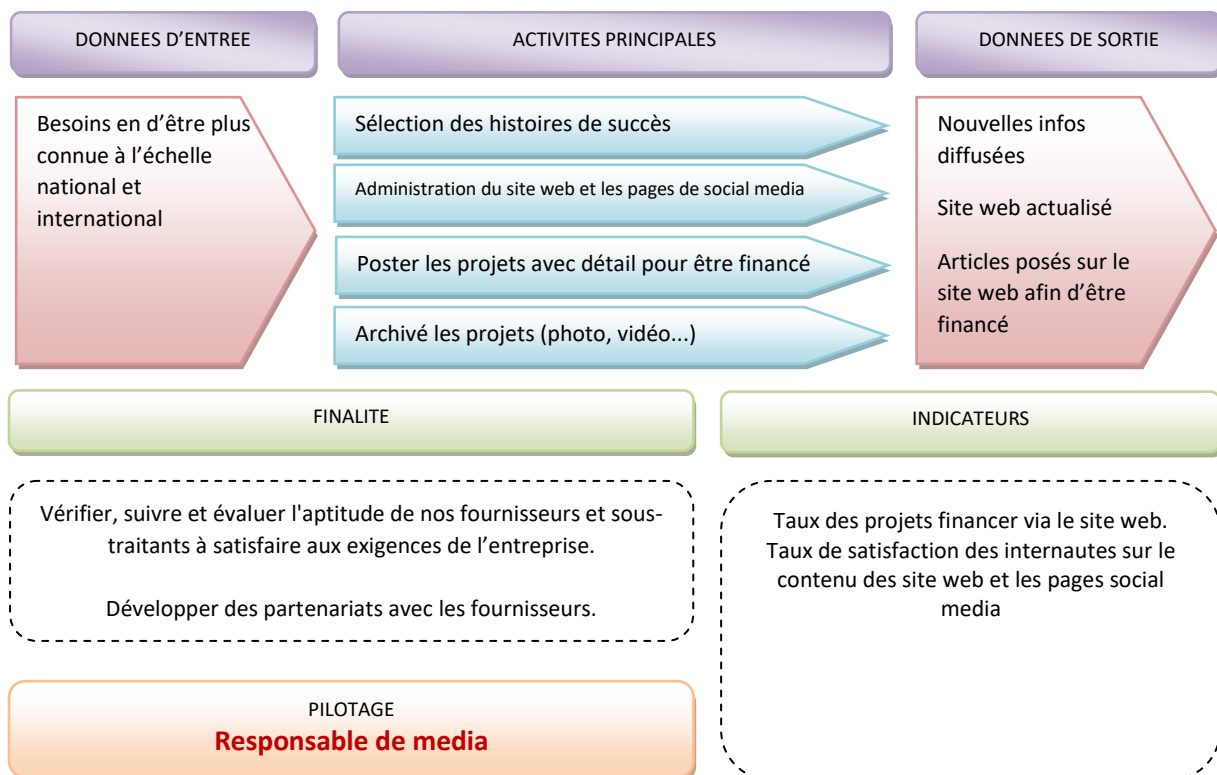 DONNEES D'ENTREE
ACTIVITES PRINCIPALES
DONNEES DE SORTIE
Besoins en d'être plus
connue à l'échelle
national et
international
Sélection des histoires de succès
Administration du site web et les pages de social media
Poster les projets avec détail pour être financé
Archivé les projets (photo, vidéo...)
Nouvelles infos
diffusées
Site web actualisé
Articles posés sur le
site web afin d'être
financé
FINALITE
Vérifier, suivre et évaluer l'aptitude de nos fournisseurs et sous-
traitants à satisfaire aux exigences de l'entreprise.
Développer des partenariats avec les fournisseurs.
INDICATEURS
Taux des projets financer via le site web.
Taux de satisfaction des internautes sur le
contenu des site web et les pages social
media
PILOTAGE
Responsable de media